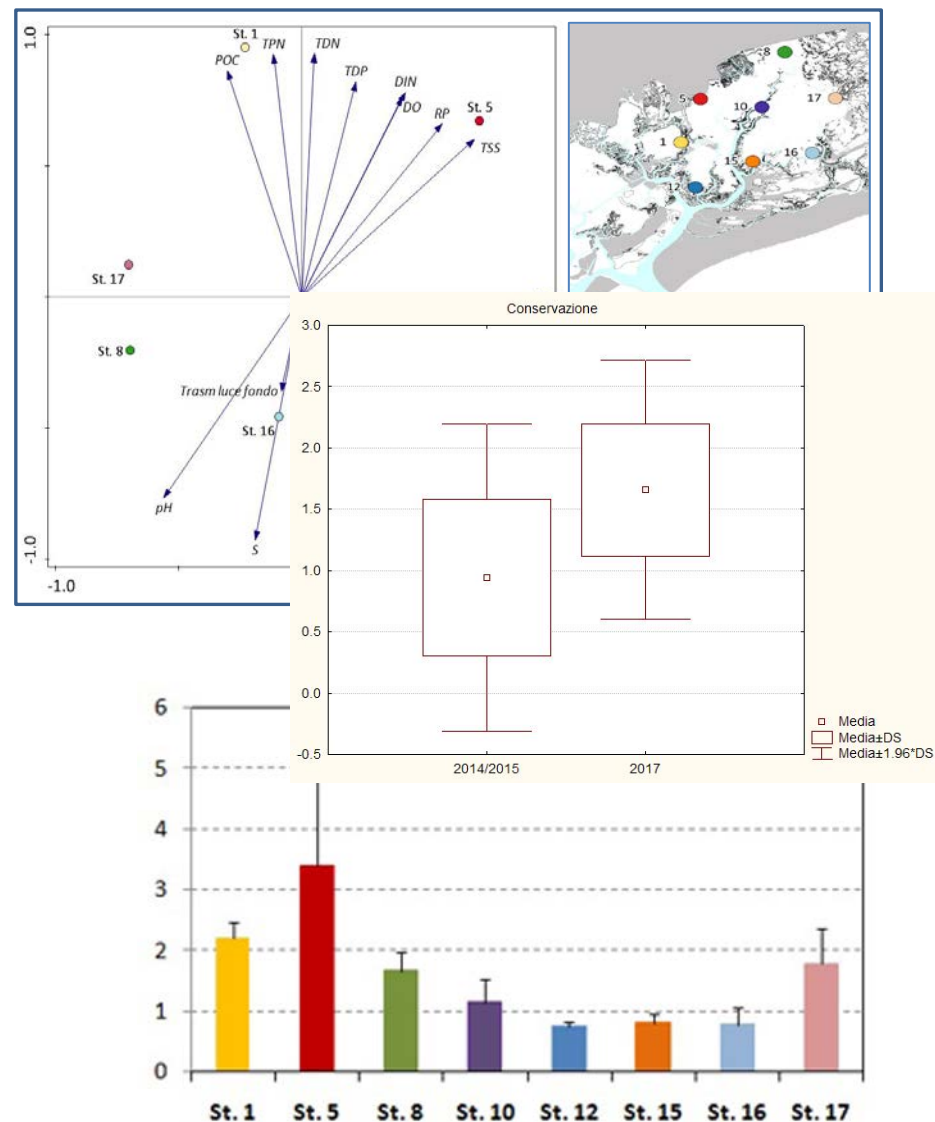 1.0
St. 1
TPN
TDN
POC
TDP
DIN
DO
RP
St. 5
TSS
St. 17
St. 8
Trasm luce fondo
St. 16
pH
S
-1.0
-1.0
8
5
10
17
1
15
16
12
Conservazione
3.0
2.5
2.0
1.5
1.0
0.5
0.0
-0.5
2014/2015 2017
Media
Media±DS
Media±1.96*DS
6
5
4
3
2
1
0
St. 1 St. 5 St. 8 St. 10 St. 12 St. 15 St. 16 St. 17